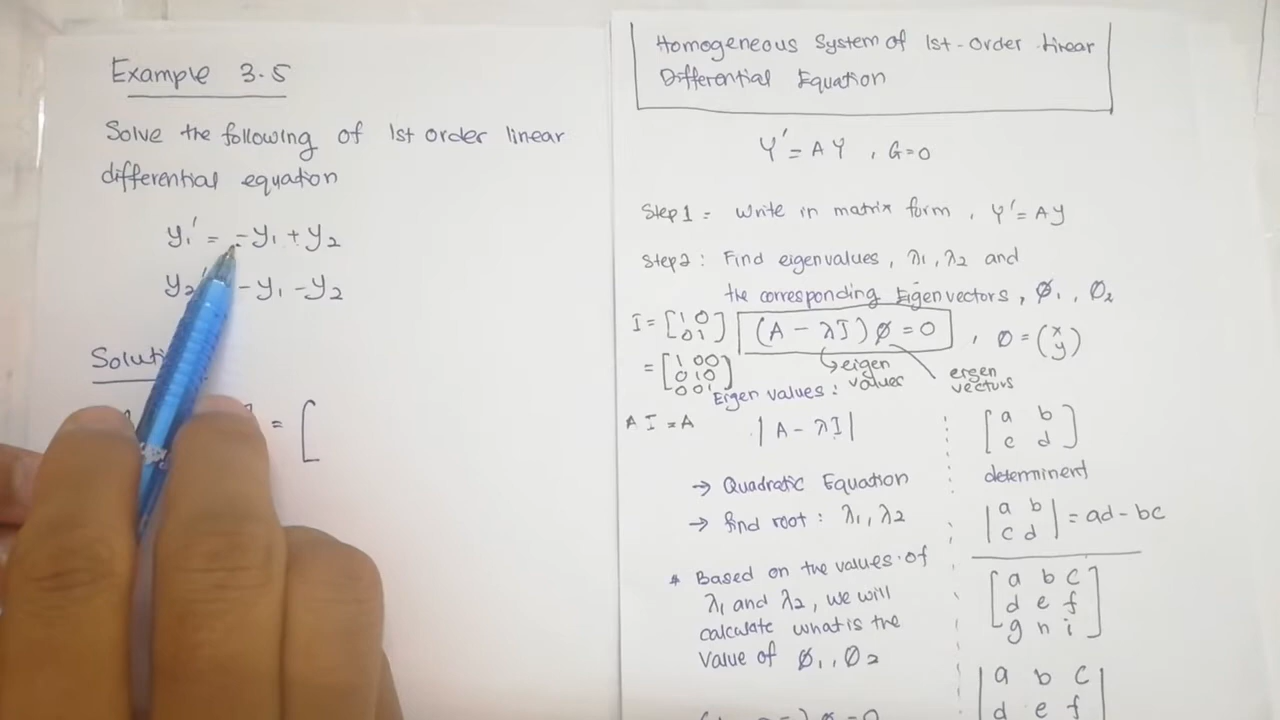 Example 3.5
Solve the following of 1st order linear
differential equation
y₁' = -y₁ + y₂
y₂' -y₁ - y₂
Soluti
= [
Homogeneous System of 1st-Order Linear
Differential Equation
Y' = AY , G=0
Step 1 = Write in matrix form , Y' = AY
Step 2 : Find eigenvalues , λ₁, λ₂ and
the corresponding Eigenvectors , Ø₁ , Ø₂
I = [1 0
0 1] (A - λI) Ø = 0 , Ø = (x
y)
= [1 0 0
0 1 0
0 0 1]
eigen
values
eigen
vectors
Eigen values :
A I = A
|A - λI|
→ Quadratic Equation
→ find root : λ₁, λ₂
* Based on the values of
λ₁ and λ₂, we will
calculate what is the
value of Ø₁ , Ø₂
[a b
c d]
determinent
|a b
c d| = ad - bc
[a b c
d e f
g h i]
|a b c
d e f